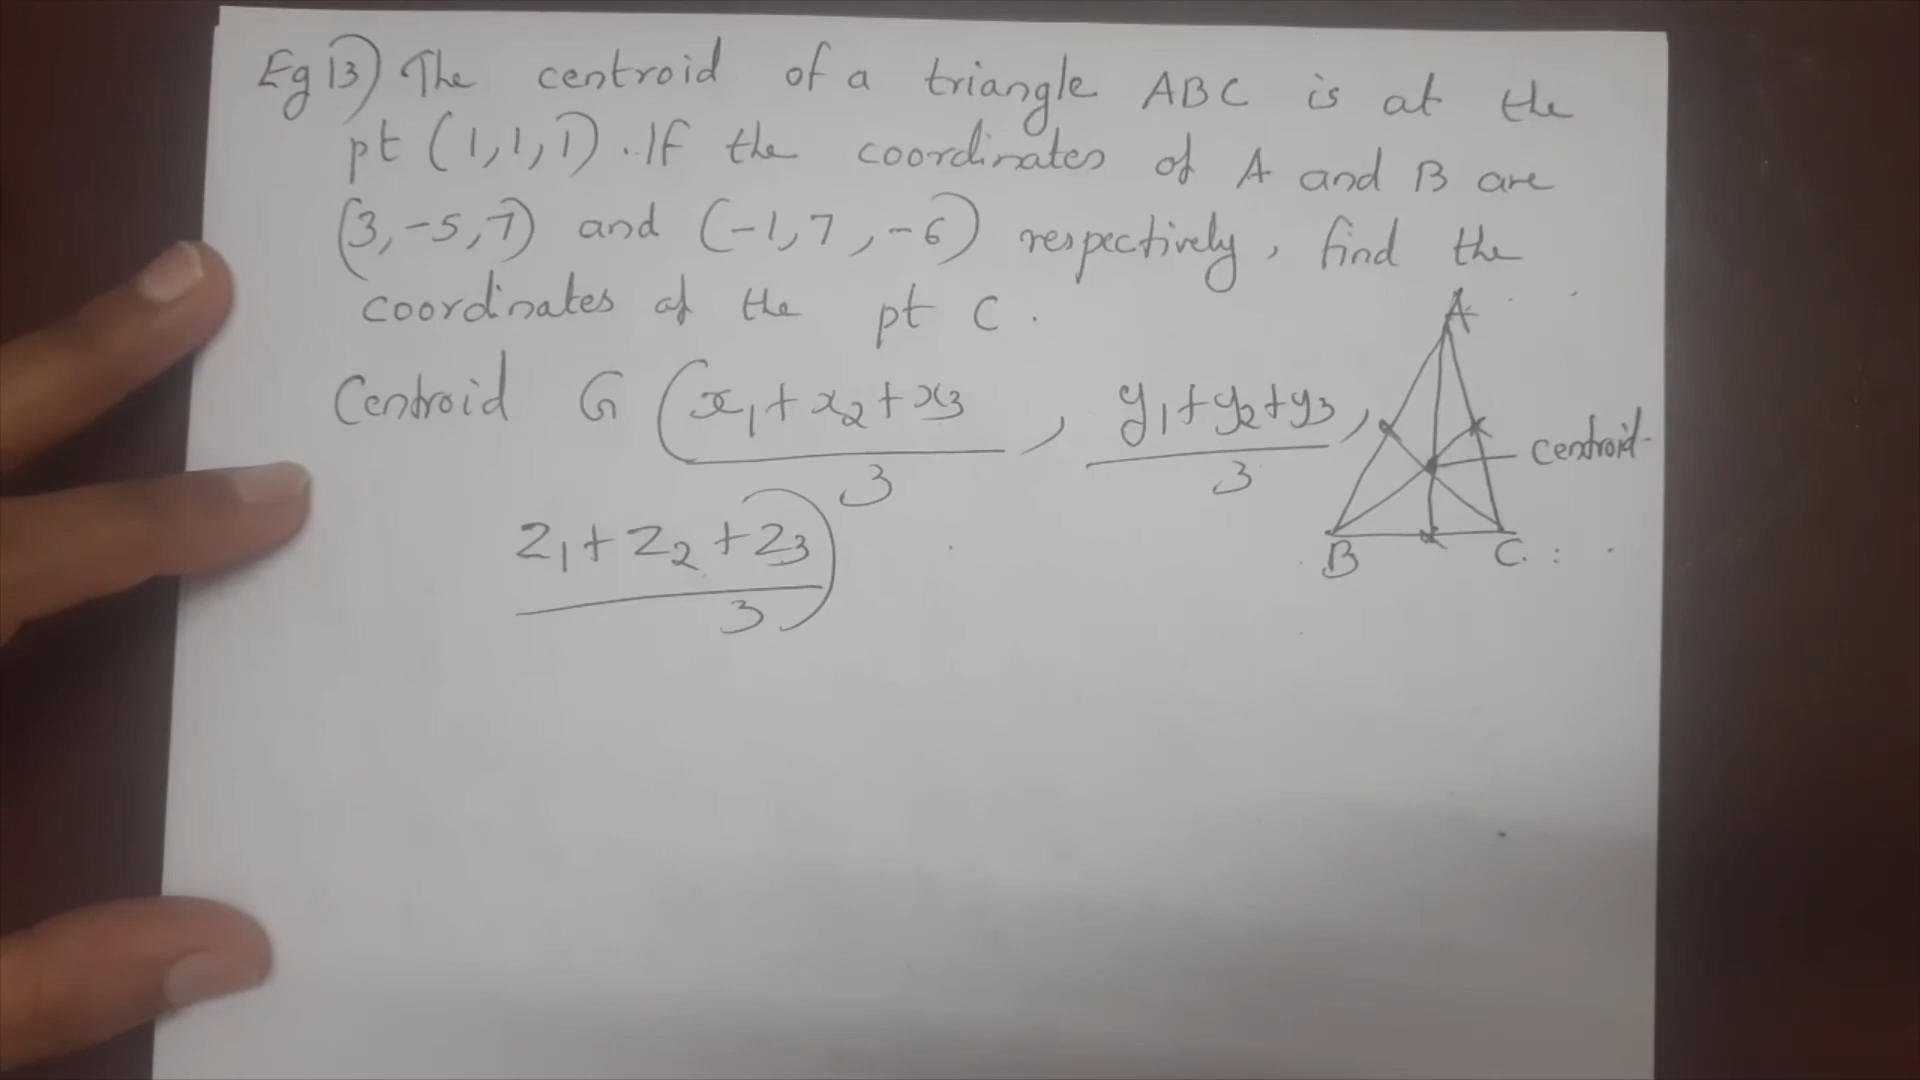 Eg 13) The centroid of a triangle ABC is at the
pt (1,1,1). If the coordinates of A and B are
(3,-5,7) and (-1,7,-6) respectively, find the
coordinates of the pt C.
A
Centroid G (x₁+x₂+x₃/3, y₁+y₂+y₃/3,
centroid
z₁+z₂+z₃/3)
B C